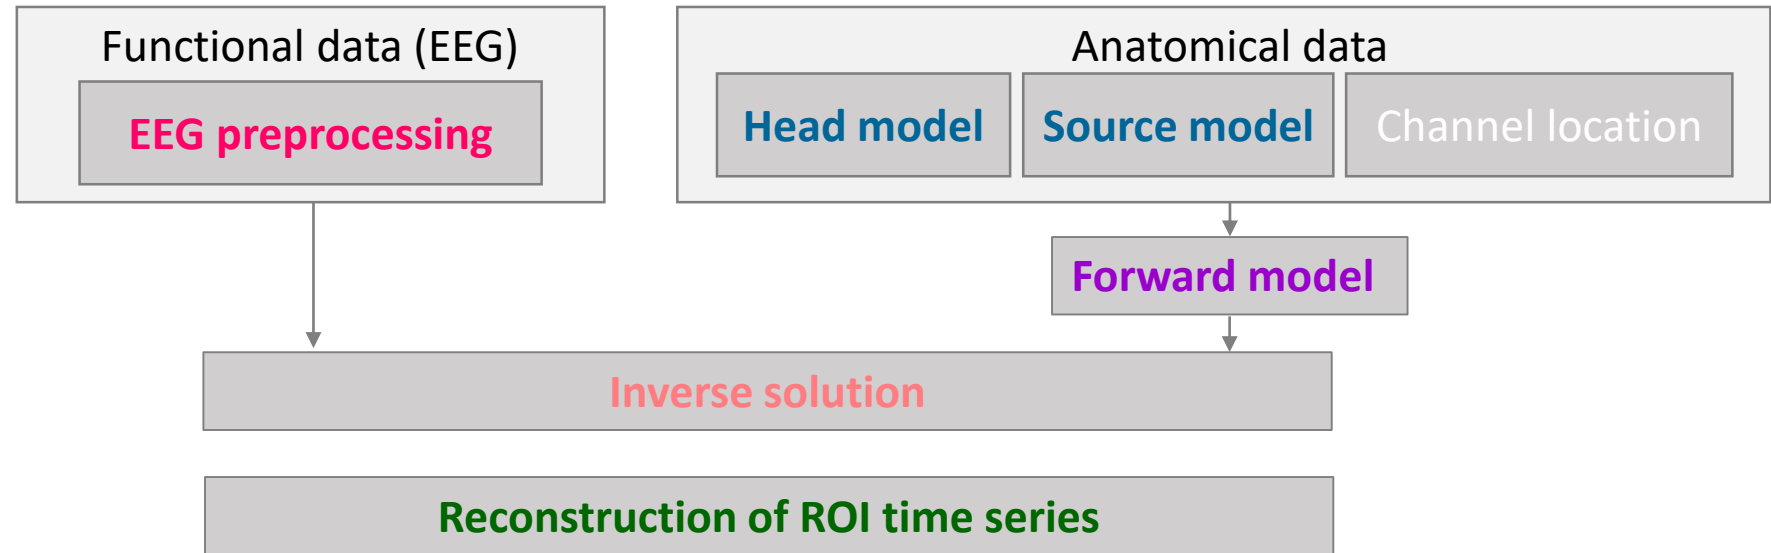 Functional data (EEG)
EEG preprocessing
Anatomical data
Head model
Source model
Channel location
Forward model
Inverse solution
Reconstruction of ROI time series